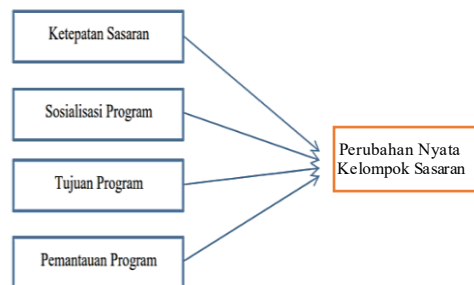 Ketepatan Sasaran
Sosialisasi Program
Tujuan Program
Pemantauan Program
Perubahan Nyata
Kelompok Sasaran